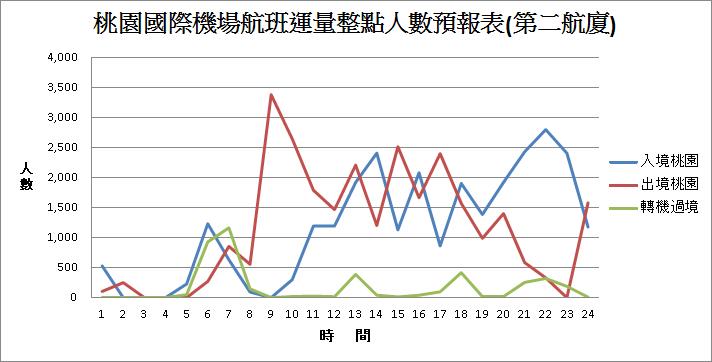 桃園國際機場航班運量整點人數預報表(第二航廈)
4,000
3,500
3,000
2,500
2,000
1,500
1,000
500
0
人數
1 2 3 4 5 6 7 8 9 10 11 12 13 14 15 16 17 18 19 20 21 22 23 24
時 間
入境桃園
出境桃園
轉機過境